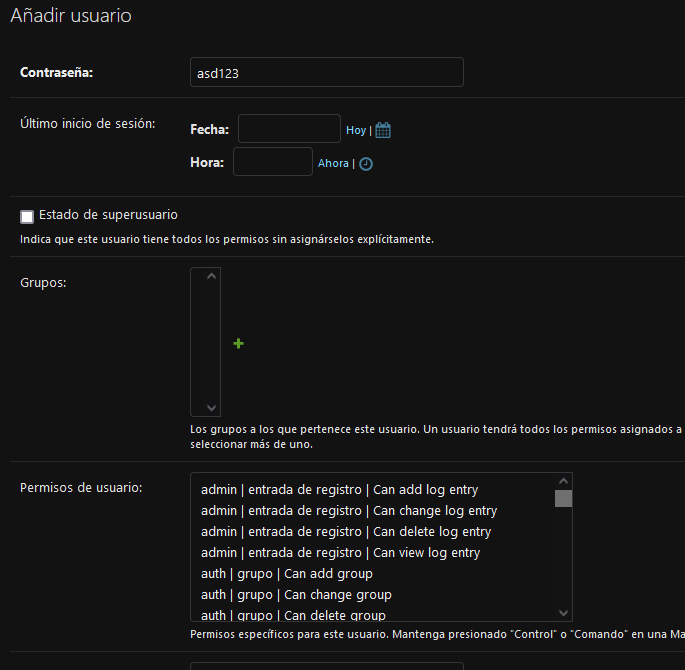 Añadir usuario
Contraseña:
asd123
Último inicio de sesión:
Fecha:
Hoy |
Hora:
Ahora |
Estado de superusuario
Indica que este usuario tiene todos los permisos sin asignárselos explícitamente.
Grupos:
Los grupos a los que pertenece este usuario. Un usuario tendrá todos los permisos asignados a
seleccionar más de uno.
Permisos de usuario:
admin | entrada de registro | Can add log entry
admin | entrada de registro | Can change log entry
admin | entrada de registro | Can delete log entry
admin | entrada de registro | Can view log entry
auth | grupo | Can add group
auth | grupo | Can change group
auth | grupo | Can delete group
Permisos específicos para este usuario. Mantenga presionado "Control" o "Comando" en una Ma